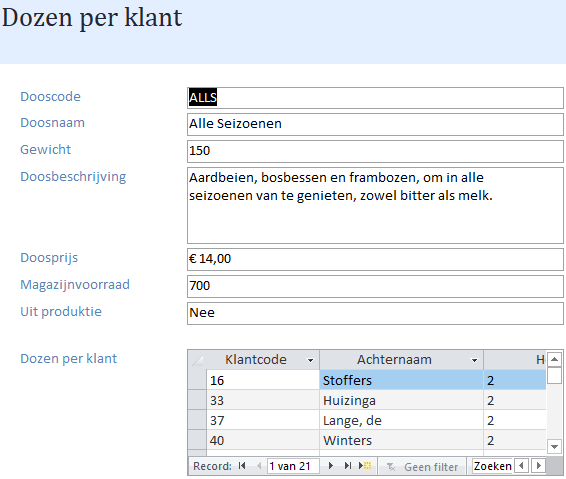 Dozen per klant
Dooscode ALLS
Doosnaam Alle Seizoenen
Gewicht 150
Doosbeschrijving Aardbeien, bosbessen en frambozen, om in alle
seizoenen van te genieten, zowel bitter als melk.
Doosprijs € 14,00
Magazijnvoorraad 700
Uit produktie Nee
Dozen per klant Klantcode Achternaam H
16 Stoffers 2
33 Huizinga 2
37 Lange, de 2
40 Winters 2
Record: 1 van 21 Geen filter Zoeken